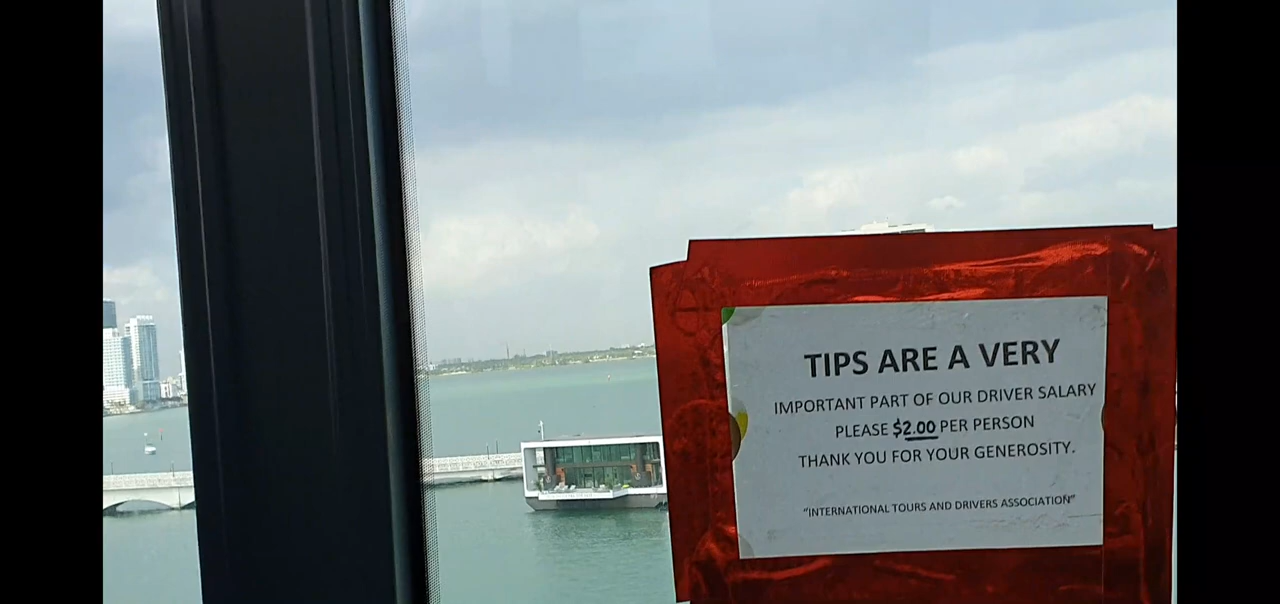 TIPS ARE A VERY
IMPORTANT PART OF OUR DRIVER SALARY
PLEASE $2.00 PER PERSON
THANK YOU FOR YOUR GENEROSITY.
"INTERNATIONAL TOURS AND DRIVERS ASSOCIATION"